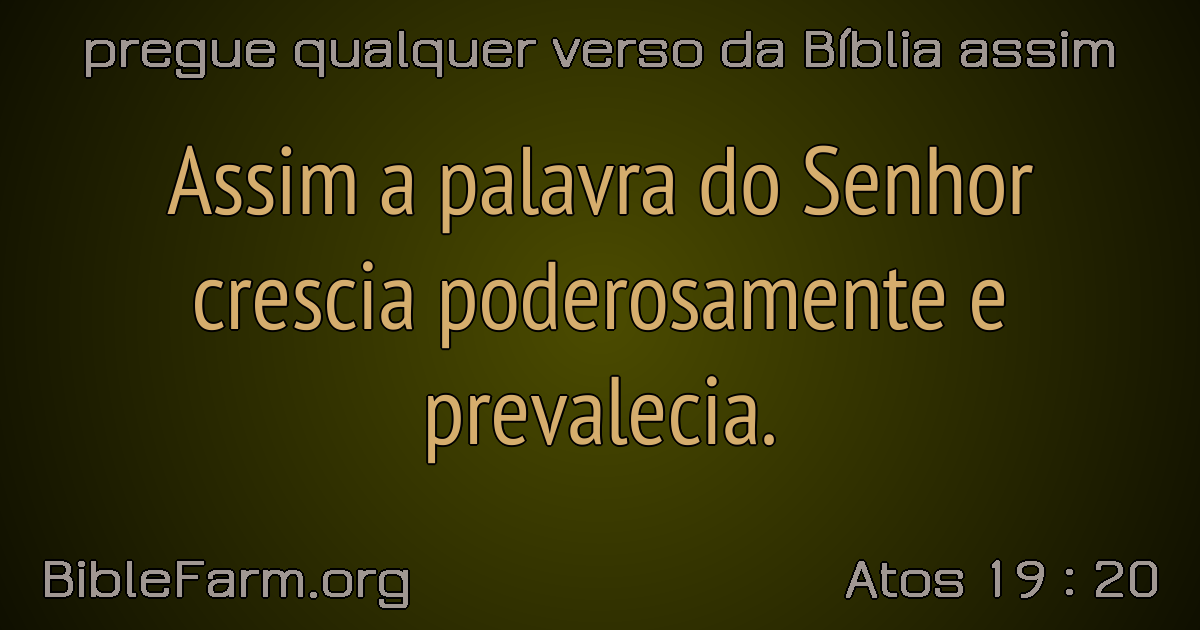 pregue qualquer verso da Bíblia assim
Assim a palavra do Senhor
crescia poderosamente e
prevalecia.
BibleFarm.org
Atos 19 : 20